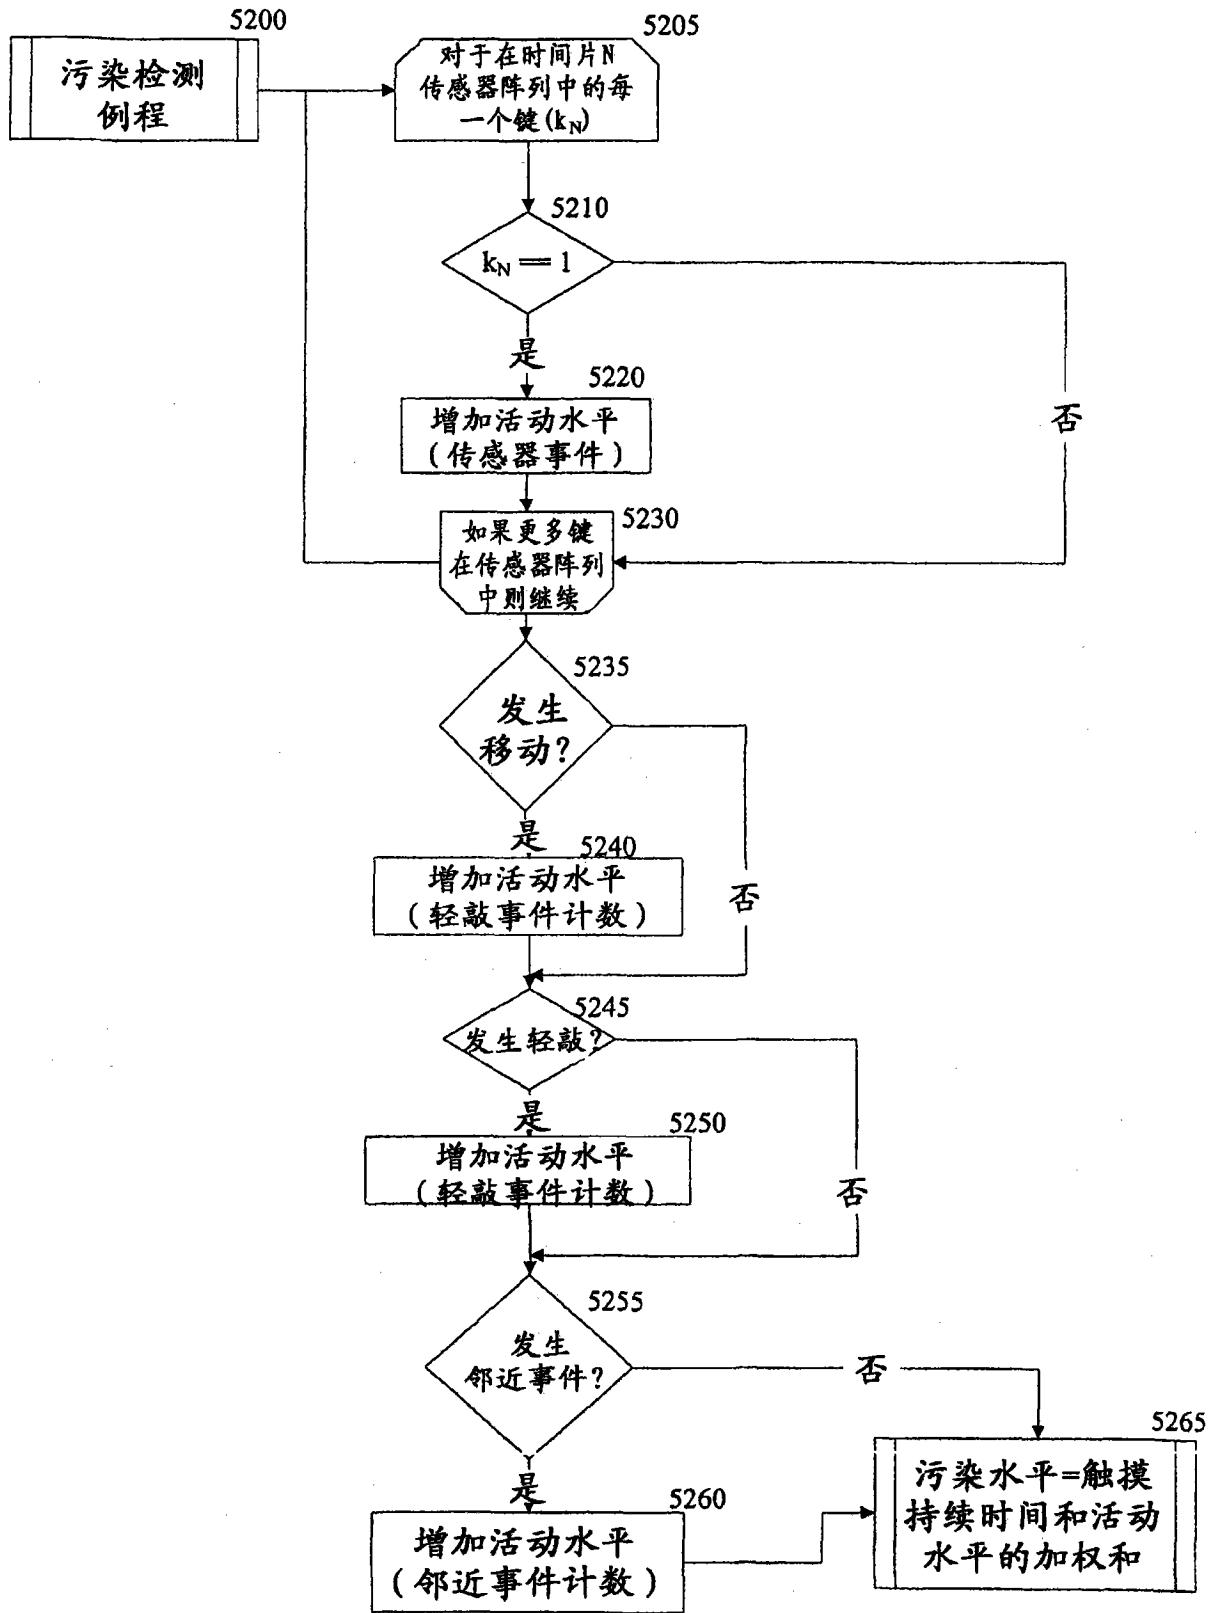 5200
污染检测
例程
5205
对于在时间片N
传感器阵列中的每
一个键(kN)
5210
kN == 1
是
否
5220
增加活动水平
(传感器事件)
5230
如果更多键
在传感器阵列
中则继续
5235
发生
移动?
是
否
5240
增加活动水平
(轻敲事件计数)
5245
发生轻敲?
是
否
5250
增加活动水平
(轻敲事件计数)
5255
发生
邻近事件?
否
是
5260
增加活动水平
(邻近事件计数)
5265
污染水平=触摸
持续时间和活动
水平的加权和